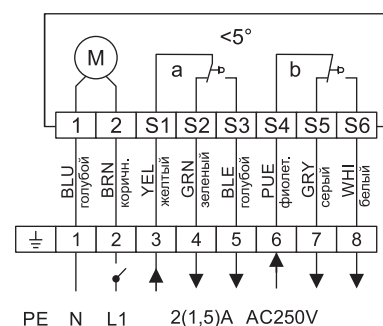 <5°
M
a b
1 2 S1 S2 S3 S4 S5 S6
BLU
голубой
BRN
коричн.
YEL
желтый
GRN
зеленый
BLE
голубой
PUE
фиолет.
GRY
серый
WHI
белый
1 2 3 4 5 6 7 8
PE N L1 2(1,5)A AC250V